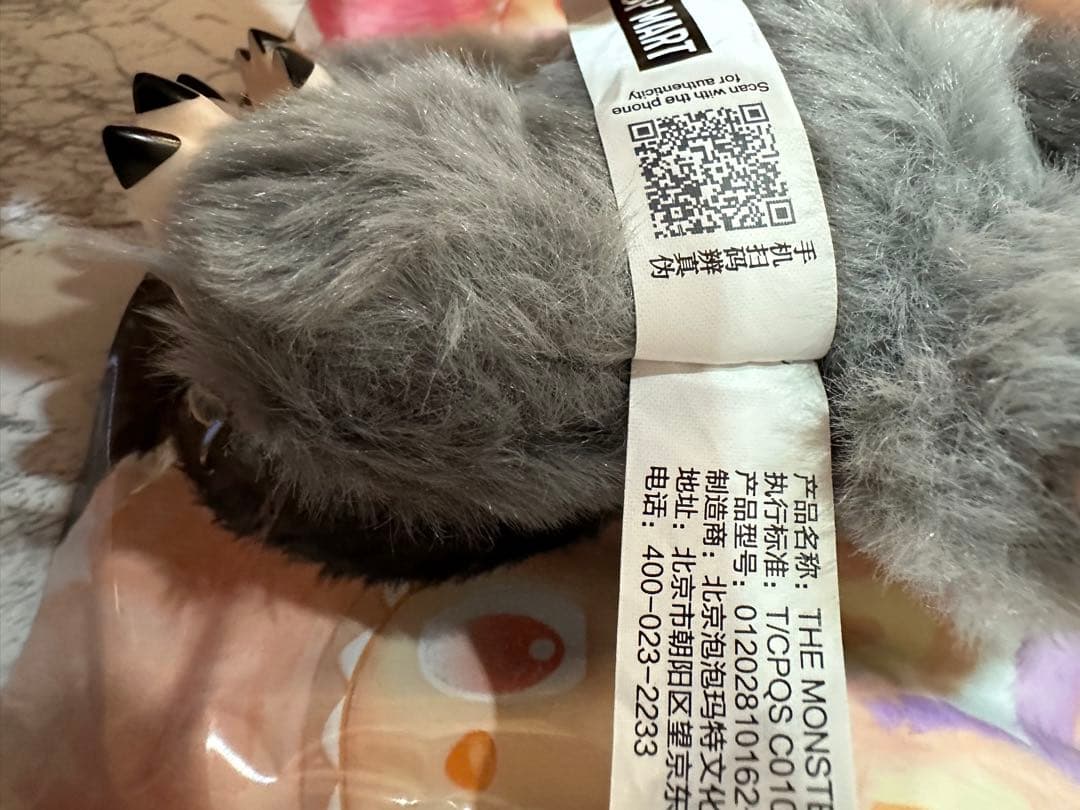 P MART
Scan with the phone
for authenticity
手机扫码辨真伪
产品名称：THE MONSTE
执行标准：T/CPQS C010
产品型号：01202810162
制造商：北京泡泡玛特文化
地址：北京市朝阳区望京东
电话：400-023-2233